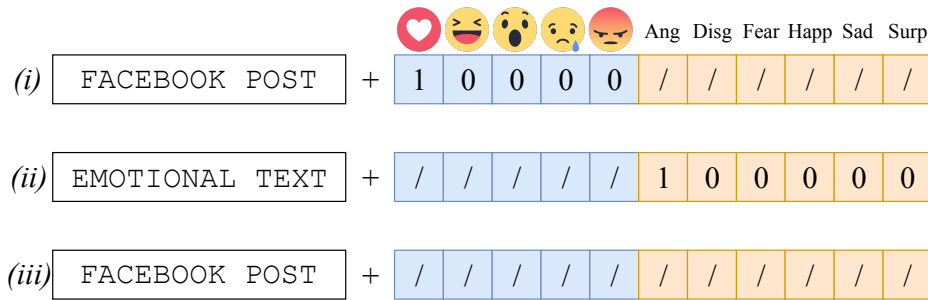 Ang Disg Fear Happ Sad Surp
(i) FACEBOOK POST + 1 0 0 0 0 / / / / / /
(ii) EMOTIONAL TEXT + / / / / / 1 0 0 0 0 0
(iii) FACEBOOK POST + / / / / / / / / / / /